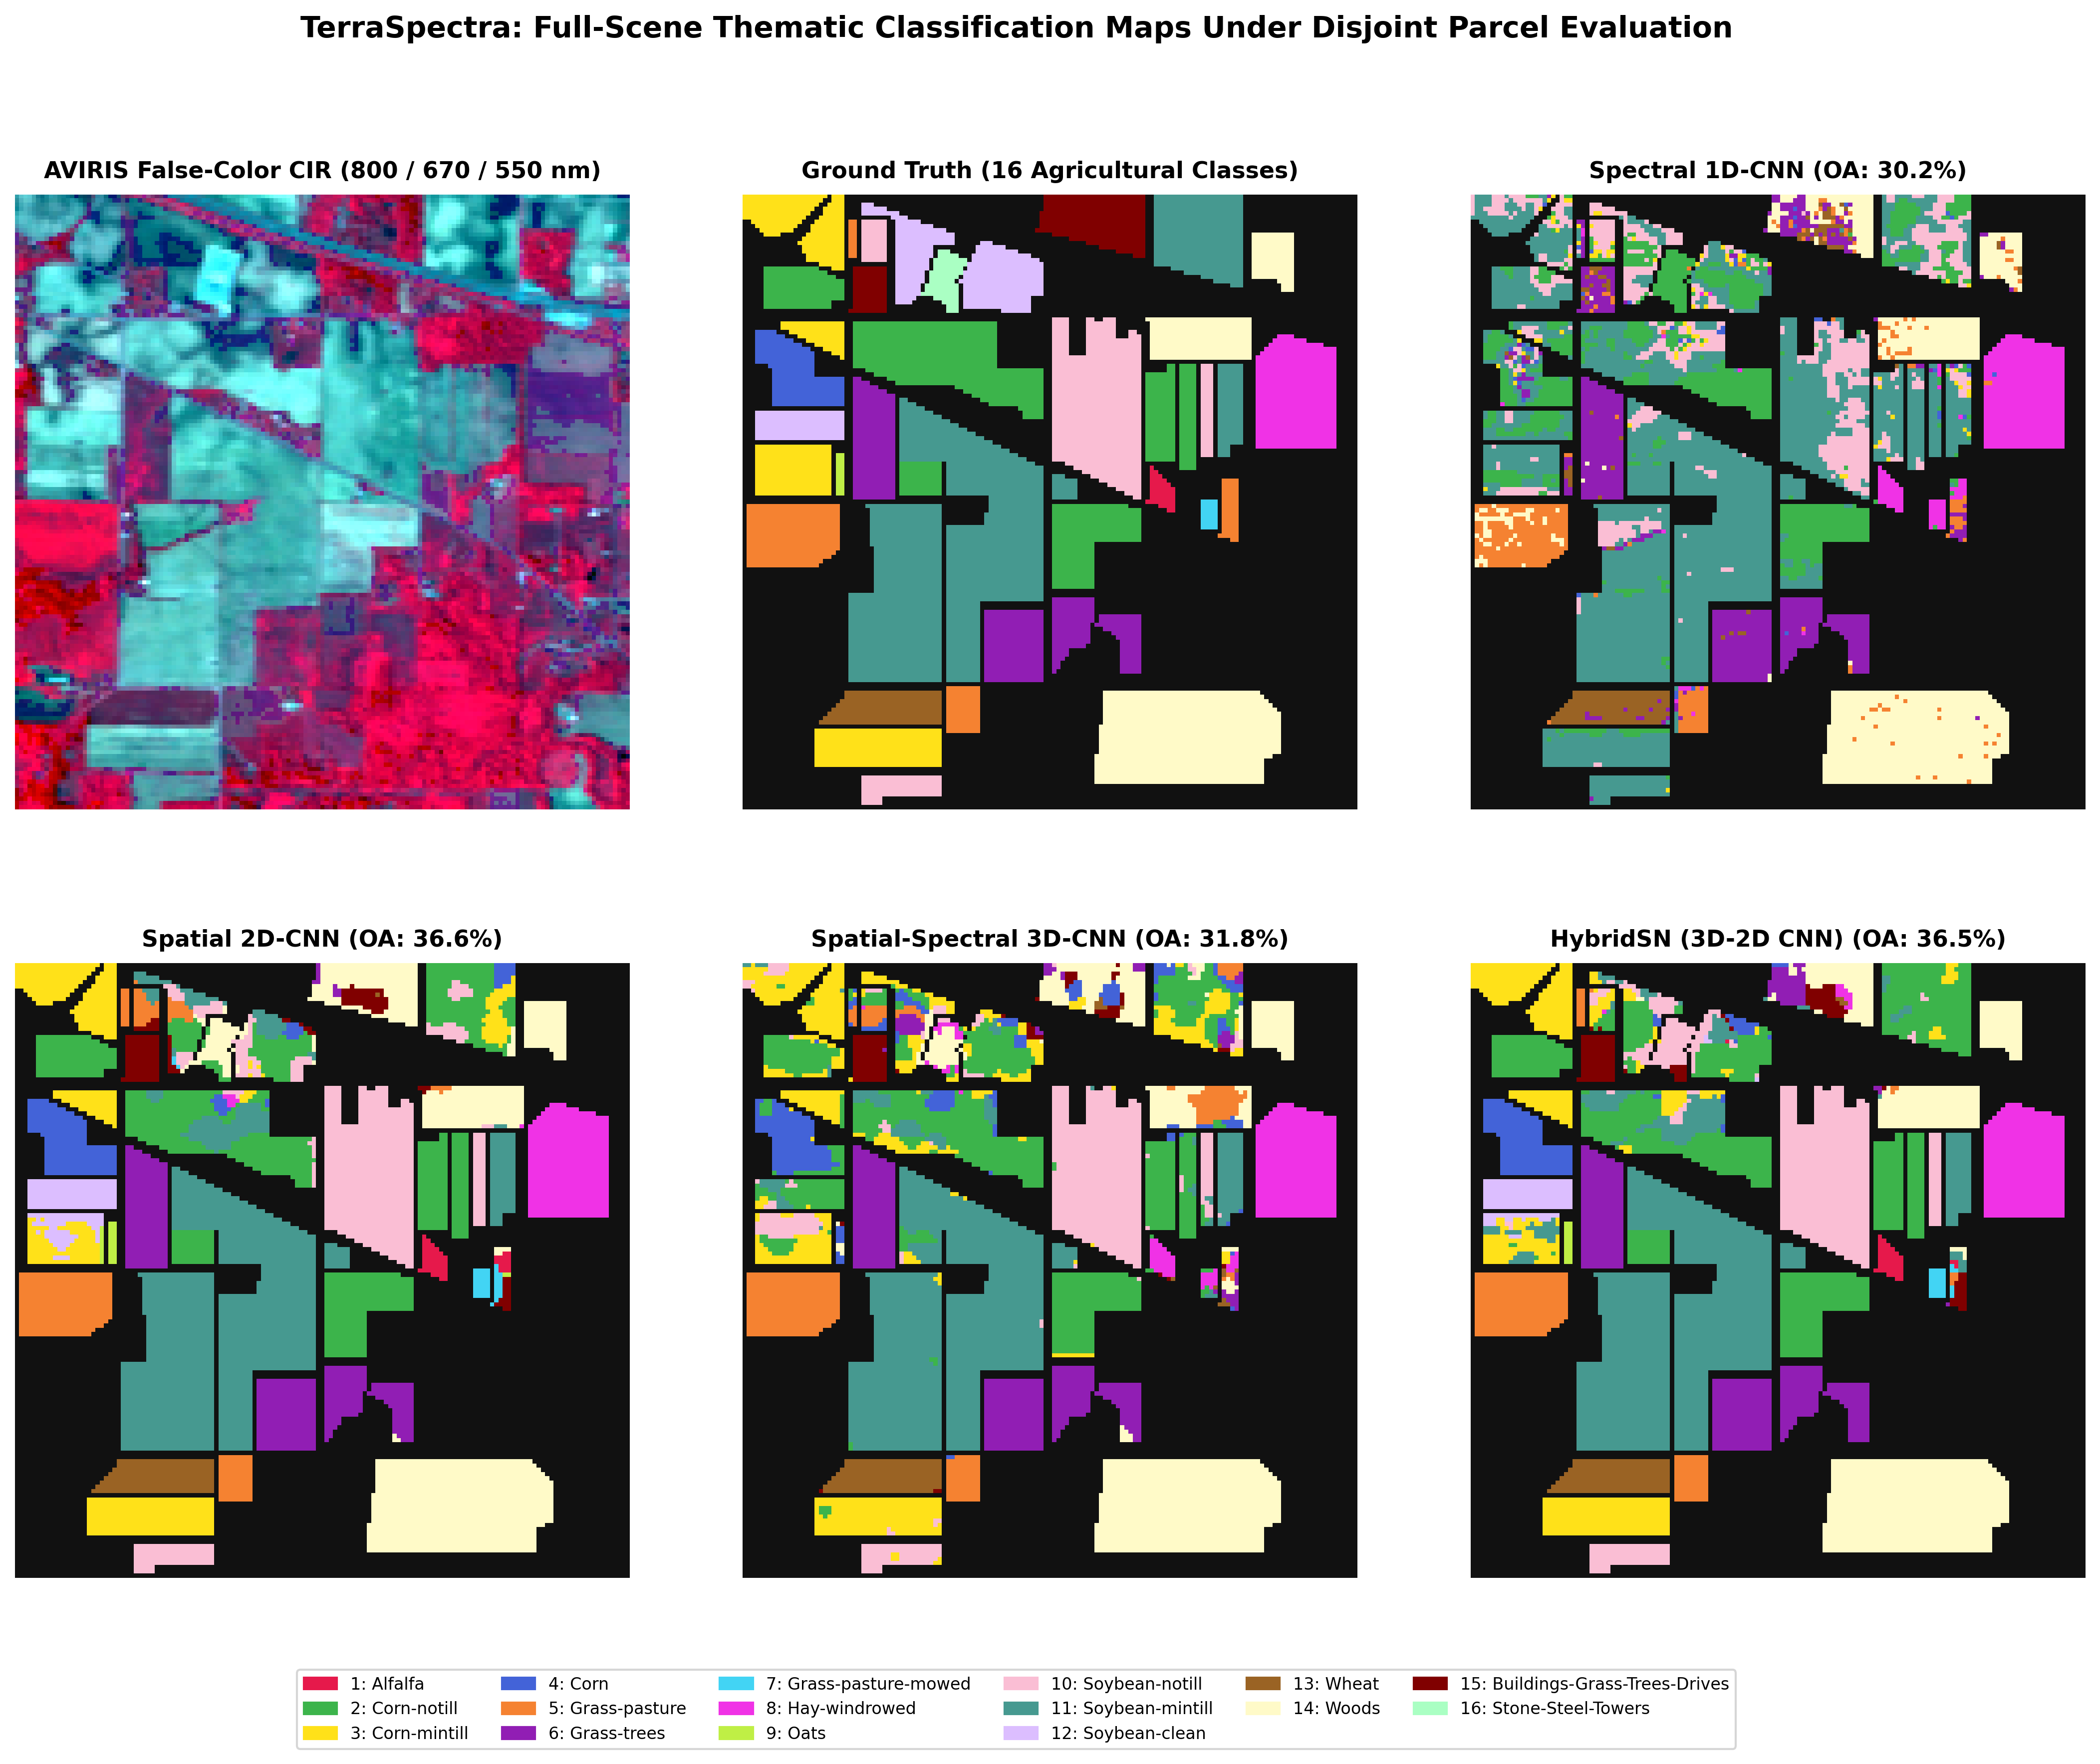 TerraSpectra: Full-Scene Thematic Classification Maps Under Disjoint Parcel Evaluation
AVIRIS False-Color CIR (800 / 670 / 550 nm)
Ground Truth (16 Agricultural Classes)
Spectral 1D-CNN (OA: 30.2%)
Spatial 2D-CNN (OA: 36.6%)
Spatial-Spectral 3D-CNN (OA: 31.8%)
HybridSN (3D-2D CNN) (OA: 36.5%)
1: Alfalfa
2: Corn-notill
3: Corn-mintill
4: Corn
5: Grass-pasture
6: Grass-trees
7: Grass-pasture-mowed
8: Hay-windrowed
9: Oats
10: Soybean-notill
11: Soybean-mintill
12: Soybean-clean
13: Wheat
14: Woods
15: Buildings-Grass-Trees-Drives
16: Stone-Steel-Towers